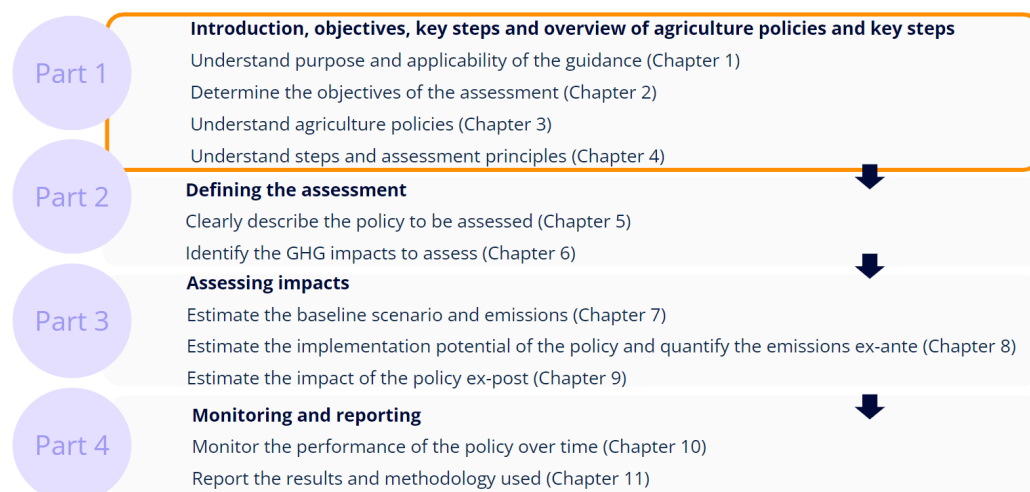 Part 1
Introduction, objectives, key steps and overview of agriculture policies and key steps
Understand purpose and applicability of the guidance (Chapter 1)
Determine the objectives of the assessment (Chapter 2)
Understand agriculture policies (Chapter 3)
Understand steps and assessment principles (Chapter 4)
Part 2
Defining the assessment
Clearly describe the policy to be assessed (Chapter 5)
Identify the GHG impacts to assess (Chapter 6)
Part 3
Assessing impacts
Estimate the baseline scenario and emissions (Chapter 7)
Estimate the implementation potential of the policy and quantify the emissions ex-ante (Chapter 8)
Estimate the impact of the policy ex-post (Chapter 9)
Part 4
Monitoring and reporting
Monitor the performance of the policy over time (Chapter 10)
Report the results and methodology used (Chapter 11)